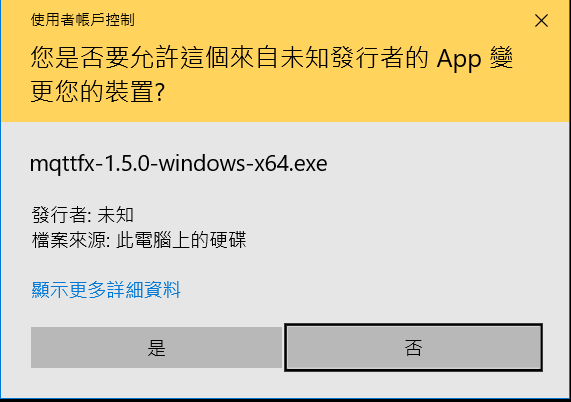 使用者帳戶控制
您是否要允許這個來自未知發行者的 App 變
更您的裝置?
mqttfx-1.5.0-windows-x64.exe
發行者: 未知
檔案來源: 此電腦上的硬碟
顯示更多詳細資料
是
否